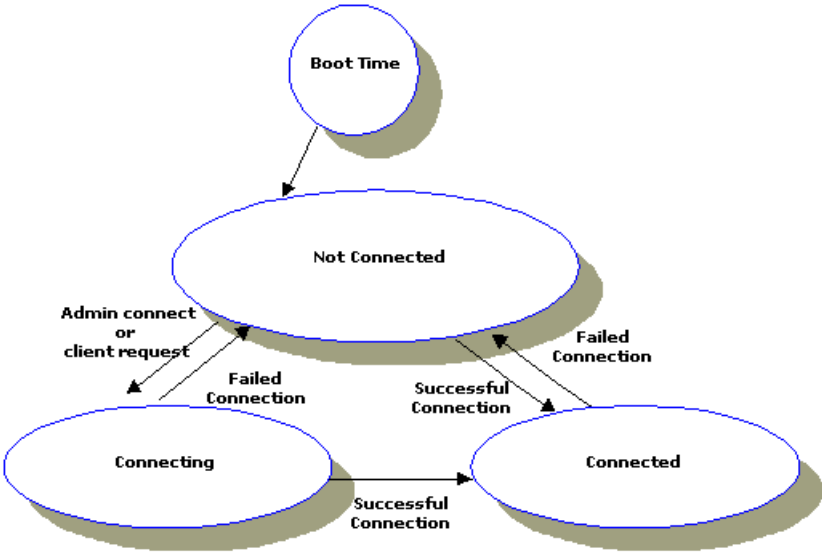 Boot Time
Not Connected
Admin connect
or
client request
Failed
Connection
Successful
Connection
Failed
Connection
Connecting
Successful
Connection
Connected